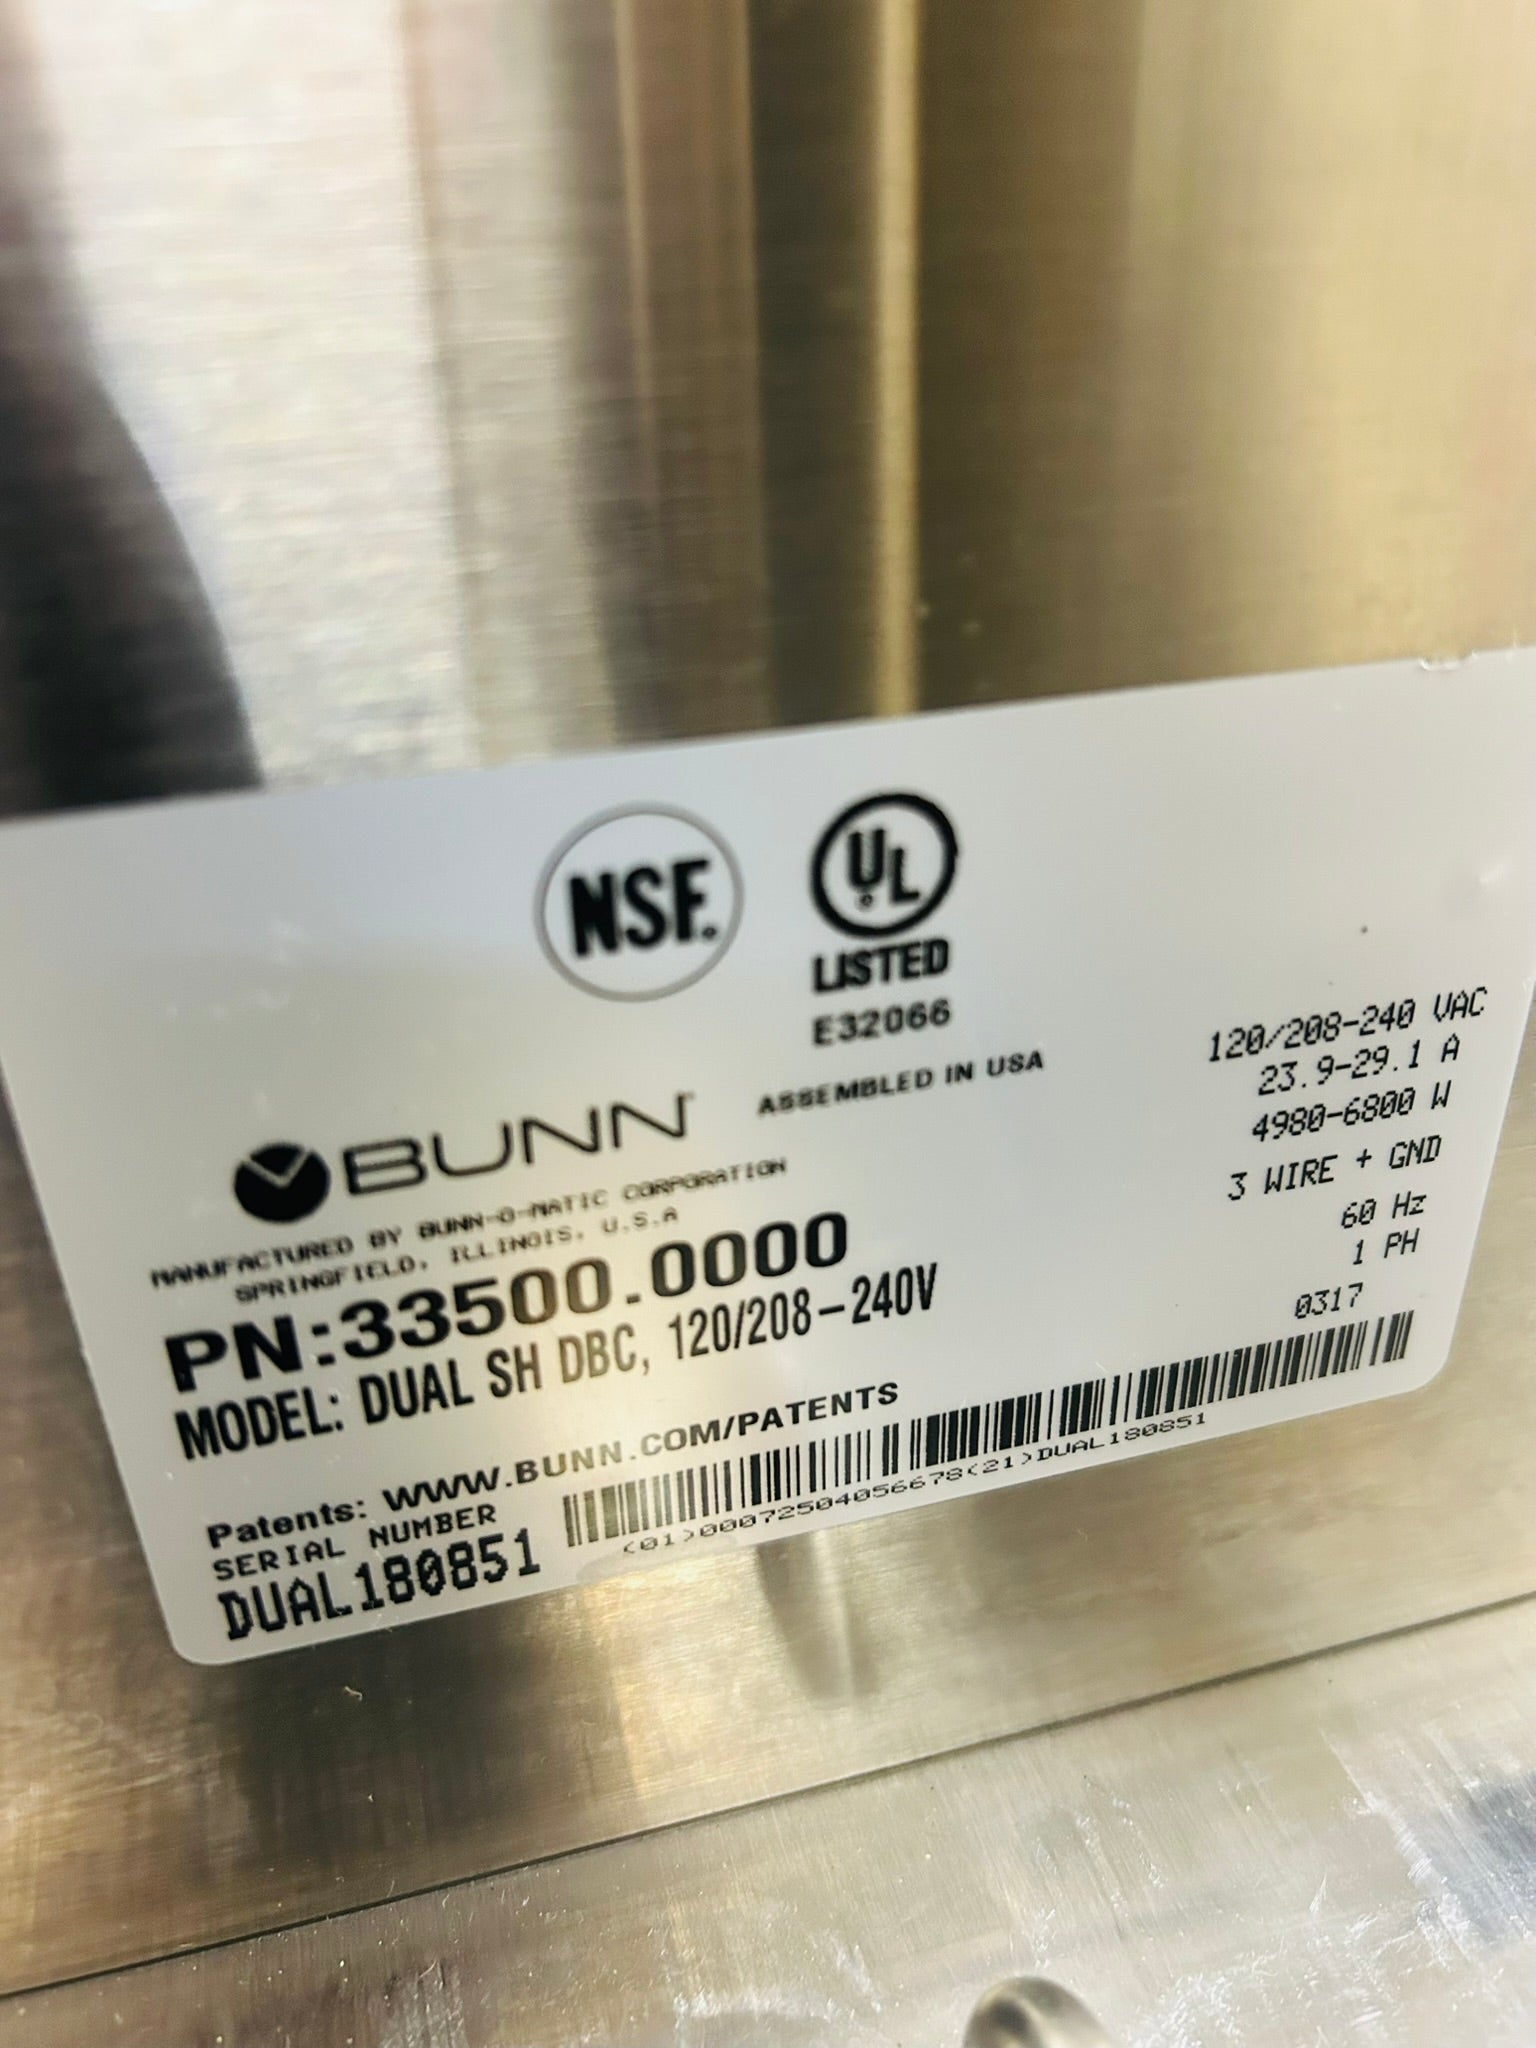 NSF®
UL
LISTED
E32066
ASSEMBLED IN USA
120/208-240 VAC
23.9-29.1 A
4980-6800 W
3 WIRE + GND
60 Hz
1 PH
0317
BUNN
MANUFACTURED BY BUNN-O-MATIC CORPORATION
SPRINGFIELD, ILLINOIS, U.S.A
PN:33500.0000
MODEL: DUAL SH DBC, 120/208-240V
Patents: WWW.BUNN.COM/PATENTS
SERIAL NUMBER
DUAL180851
(01)00072504056678(21)DUAL180851